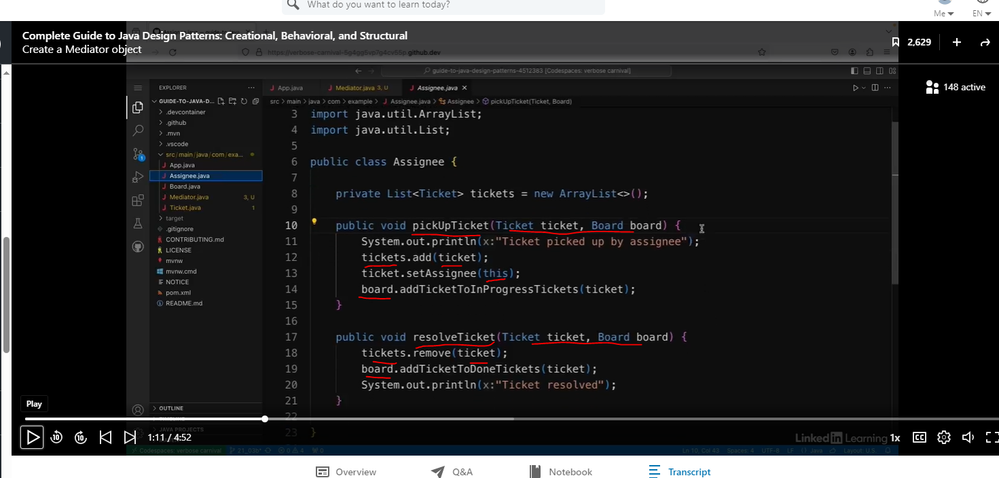 What do you want to learn today?
Me EN
Complete Guide to Java Design Patterns: Creational, Behavioral, and Structural
Create a Mediator object
2,629
https://verbose-carnival-5g4gg5vp7g4cv55p.github.dev
guide-to-java-design-patterns-4512383 [Codespaces: verbose carnival]
148 active
EXPLORER
GUIDE-TO-JAVA-D...
.devcontainer
.github
.mvn
.vscode
src/main/java/com/exa...
App.java
Assignee.java
Board.java
Mediator.java 3, U
Ticket.java 1
target
.gitignore
CONTRIBUTING.md
LICENSE
mvnw
mvnw.cmd
NOTICE
pom.xml
README.md
OUTLINE
TIMELINE
JAVA PROJECTS
App.java Mediator.java 3, U Assignee.java
src > main > java > com > example > Assignee.java > Assignee > pickUpTicket(Ticket, Board)
3 import java.util.ArrayList;
4 import java.util.List;
5
6 public class Assignee {
7
8 private List<Ticket> tickets = new ArrayList<>();
9
10 public void pickUpTicket(Ticket ticket, Board board) {
11 System.out.println(x:"Ticket picked up by assignee");
12 tickets.add(ticket);
13 ticket.setAssignee(this);
14 board.addTicketToInProgressTickets(ticket);
15 }
16
17 public void resolveTicket(Ticket ticket, Board board) {
18 tickets.remove(ticket);
19 board.addTicketToDoneTickets(ticket);
20 System.out.println(x:"Ticket resolved");
21 }
22
23 }
Play
10 10 1:11 / 4:52
LinkedIn Learning 1x CC
Codespaces: verbose carnival 21_03b* 0 4 0 Ln 10, Col 43 Spaces: 4 UTF-8 LF Java Layout: U.S.
Overview Q&A Notebook Transcript